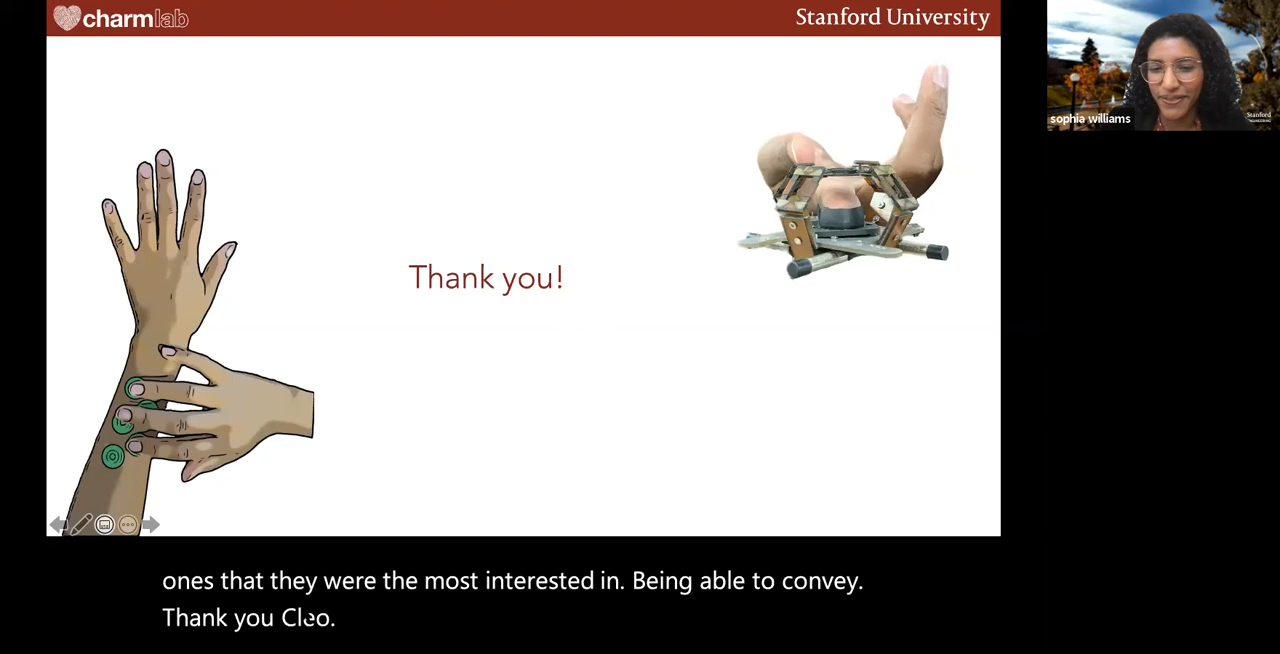 charmlab
Stanford University
sophia williams
Stanford
Thank you!
ones that they were the most interested in. Being able to convey.
Thank you Cleo.